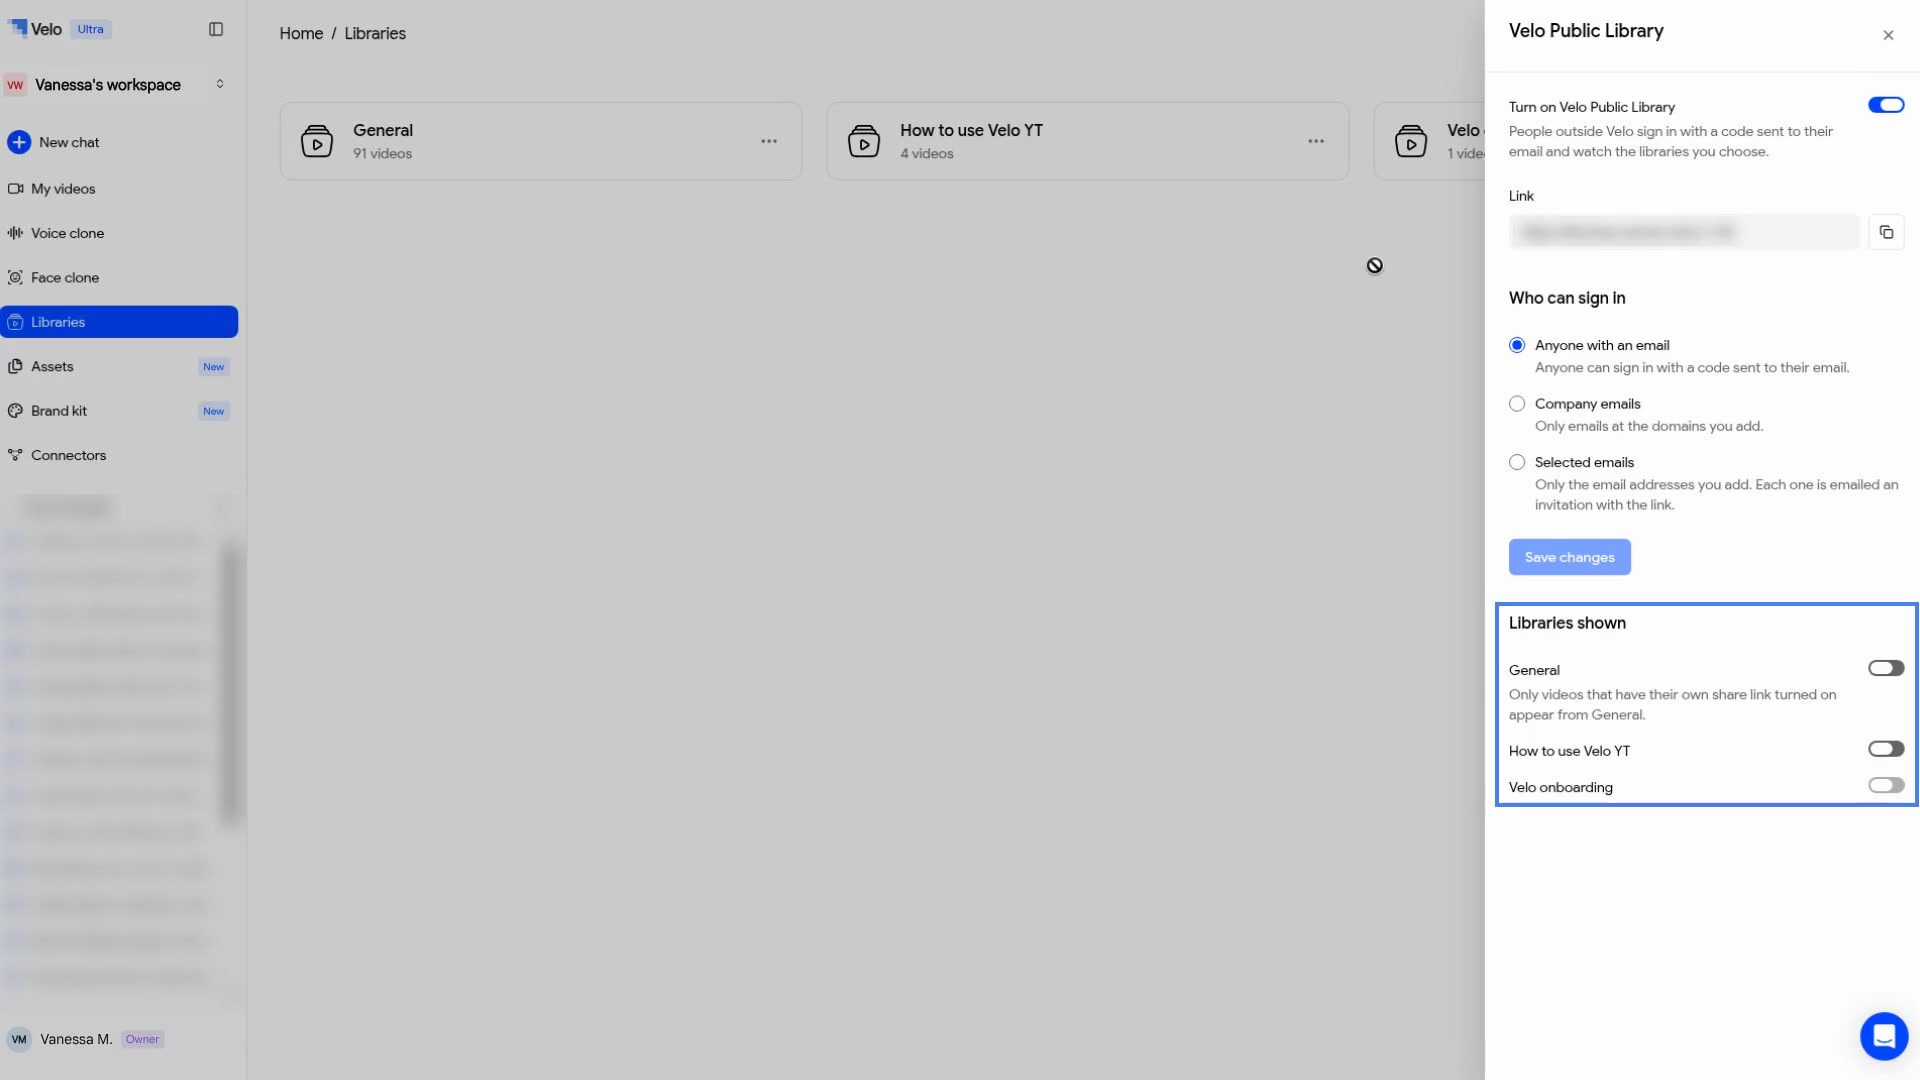 Velo Ultra
VW Vanessa's workspace
New chat
My videos
Voice clone
Face clone
Libraries
Assets New
Brand kit New
Connectors
VM Vanessa M. Owner
Home / Libraries
General
91 videos
How to use Velo YT
4 videos
Velo
1 vide
Velo Public Library
Turn on Velo Public Library
People outside Velo sign in with a code sent to their
email and watch the libraries you choose.
Link
Who can sign in
Anyone with an email
Anyone can sign in with a code sent to their email.
Company emails
Only emails at the domains you add.
Selected emails
Only the email addresses you add. Each one is emailed an
invitation with the link.
Save changes
Libraries shown
General
Only videos that have their own share link turned on
appear from General.
How to use Velo YT
Velo onboarding